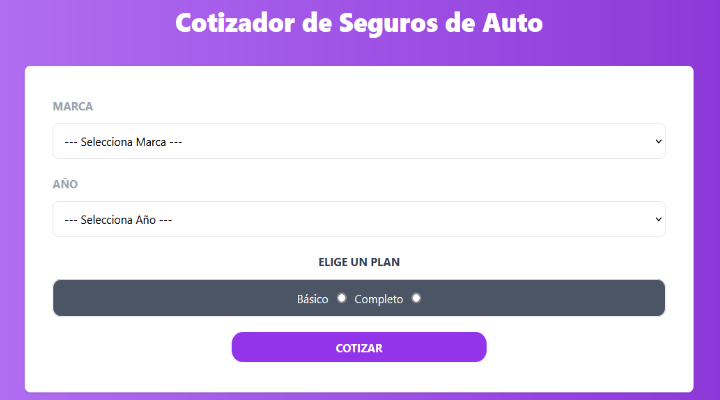 Cotizador de Seguros de Auto
MARCA
--- Selecciona Marca ---
AÑO
--- Selecciona Año ---
ELIGE UN PLAN
Básico Completo
COTIZAR